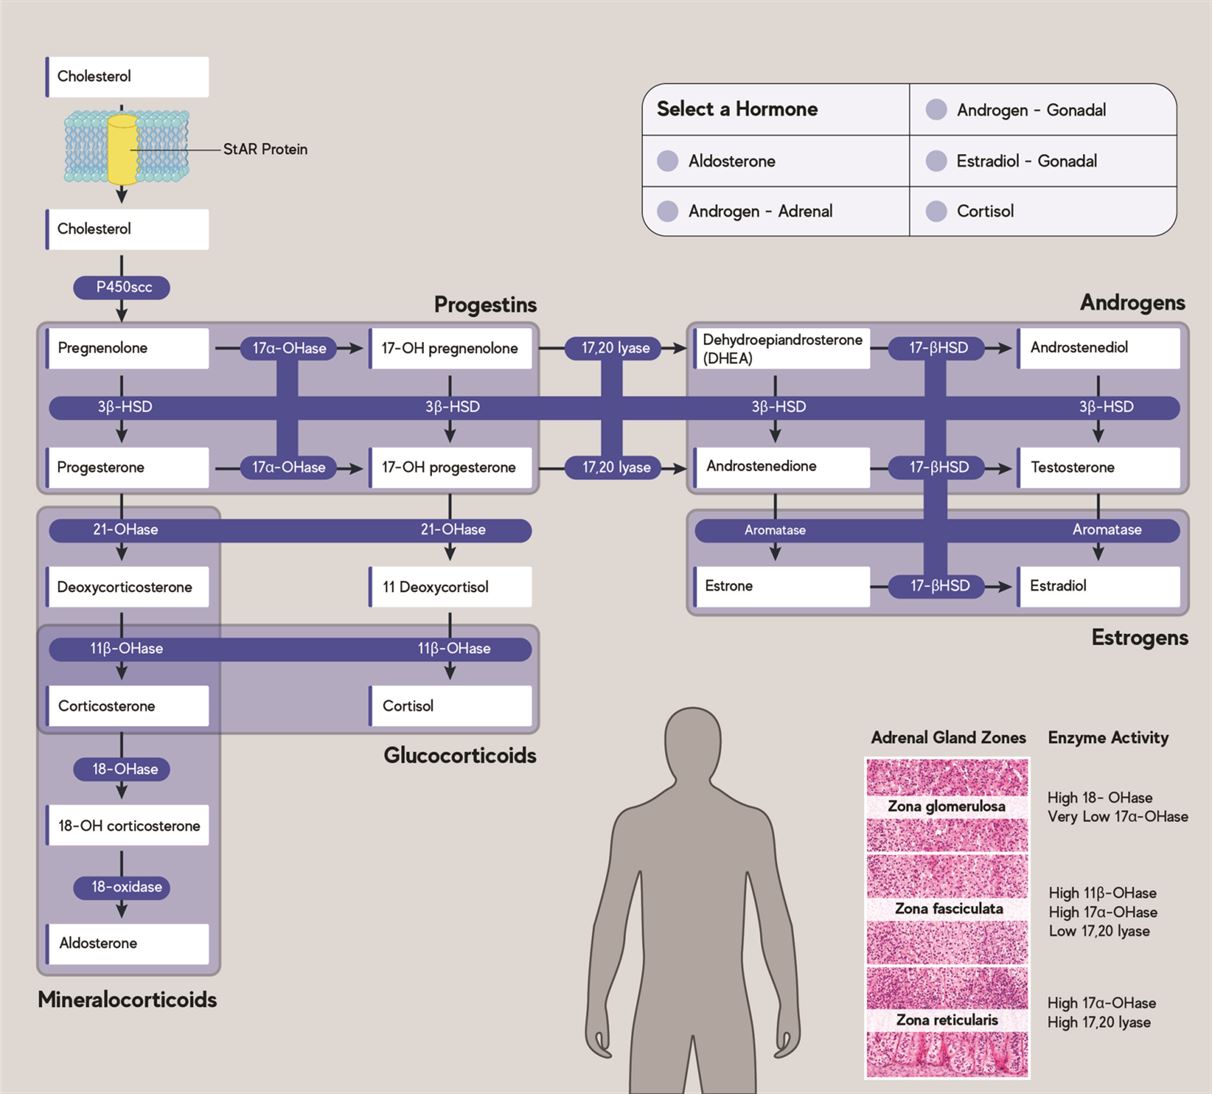 Cholesterol
StAR Protein
Cholesterol
P450scc
Select a Hormone
Androgen - Gonadal
Aldosterone
Estradiol - Gonadal
Androgen - Adrenal
Cortisol
Progestins
Androgens
Pregnenolone
17α-OHase
17-OH pregnenolone
17,20 lyase
Dehydroepiandrosterone
(DHEA)
17-βHSD
Androstenediol
3β-HSD
3β-HSD
3β-HSD
3β-HSD
Progesterone
17α-OHase
17-OH progesterone
17,20 lyase
Androstenedione
17-βHSD
Testosterone
21-OHase
21-OHase
Aromatase
Aromatase
Deoxycorticosterone
11 Deoxycortisol
Estrone
17-βHSD
Estradiol
Estrogens
11β-OHase
11β-OHase
Corticosterone
Cortisol
Glucocorticoids
18-OHase
18-OH corticosterone
18-oxidase
Aldosterone
Mineralocorticoids
Adrenal Gland Zones
Enzyme Activity
Zona glomerulosa
High 18- OHase
Very Low 17α-OHase
Zona fasciculata
High 11β-OHase
High 17α-OHase
Low 17,20 lyase
Zona reticularis
High 17α-OHase
High 17,20 lyase